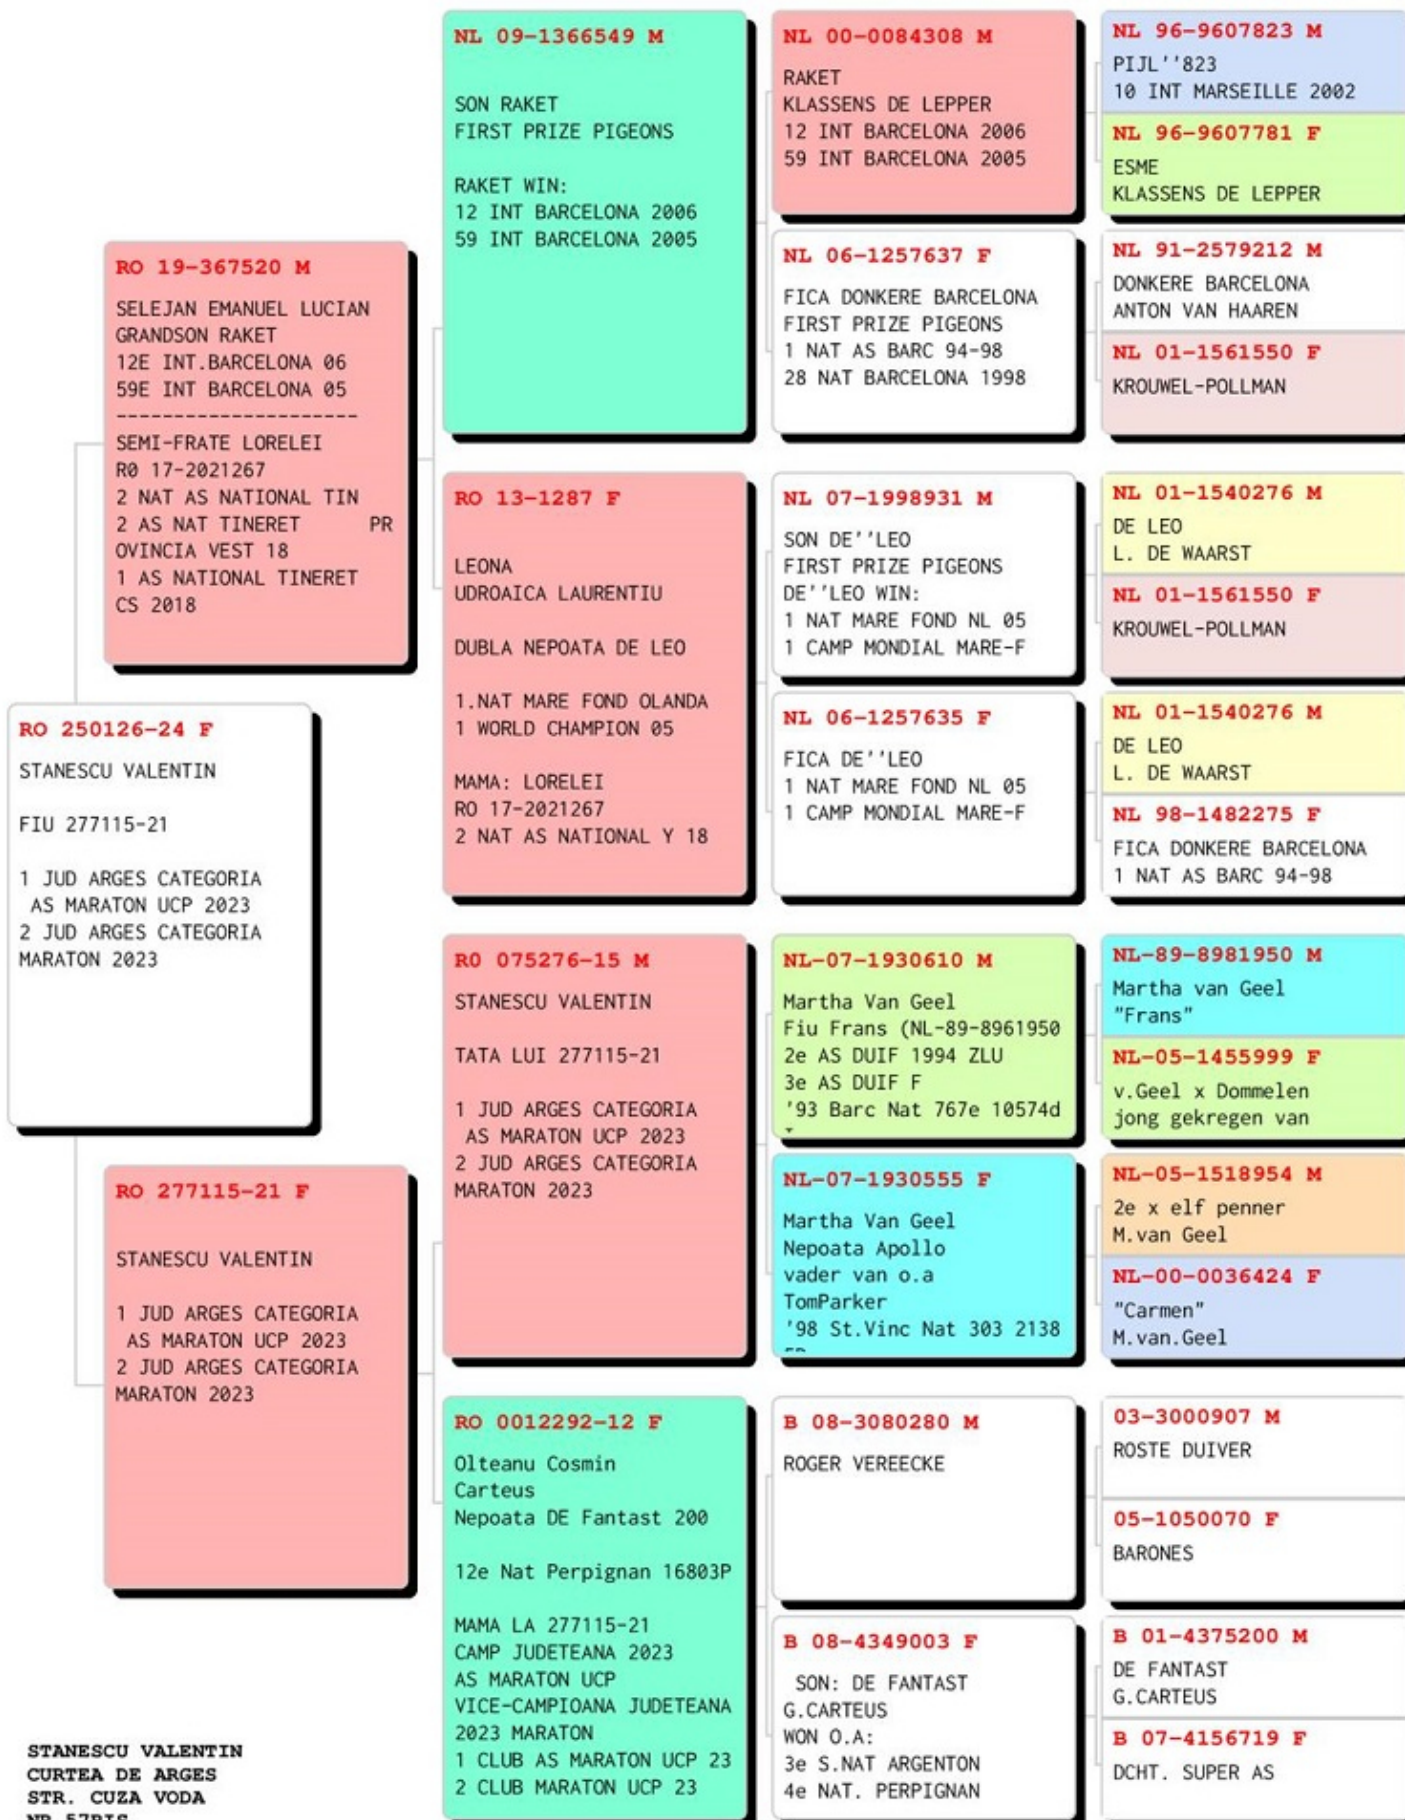 RO 250126-24 F
STANESCU VALENTIN
FIU 277115-21
1 JUD ARGES CATEGORIA
AS MARATON UCP 2023
2 JUD ARGES CATEGORIA
MARATON 2023
RO 19-367520 M
SELEJAN EMANUEL LUCIAN
GRANDSON RAKET
12E INT.BARCELONA 06
59E INT BARCELONA 05
---------------------
SEMI-FRATE LORELEI
R0 17-2021267
2 NAT AS NATIONAL TIN
2 AS NAT TINERET PR
OVINCIA VEST 18
1 AS NATIONAL TINERET
CS 2018
RO 277115-21 F
STANESCU VALENTIN
1 JUD ARGES CATEGORIA
AS MARATON UCP 2023
2 JUD ARGES CATEGORIA
MARATON 2023
NL 09-1366549 M
SON RAKET
FIRST PRIZE PIGEONS
RAKET WIN:
12 INT BARCELONA 2006
59 INT BARCELONA 2005
RO 13-1287 F
LEONA
UDROAICA LAURENTIU
DUBLA NEPOATA DE LEO
1.NAT MARE FOND OLANDA
1 WORLD CHAMPION 05
MAMA: LORELEI
RO 17-2021267
2 NAT AS NATIONAL Y 18
R0 075276-15 M
STANESCU VALENTIN
TATA LUI 277115-21
1 JUD ARGES CATEGORIA
AS MARATON UCP 2023
2 JUD ARGES CATEGORIA
MARATON 2023
RO 0012292-12 F
Olteanu Cosmin
Carteus
Nepoata DE Fantast 200
12e Nat Perpignan 16803P
MAMA LA 277115-21
CAMP JUDETEANA 2023
AS MARATON UCP
VICE-CAMPIOANA JUDETEANA
2023 MARATON
1 CLUB AS MARATON UCP 23
2 CLUB MARATON UCP 23
NL 00-0084308 M
RAKET
KLASSENS DE LEPPER
12 INT BARCELONA 2006
59 INT BARCELONA 2005
NL 06-1257637 F
FICA DONKERE BARCELONA
FIRST PRIZE PIGEONS
1 NAT AS BARC 94-98
28 NAT BARCELONA 1998
NL 07-1998931 M
SON DE''LEO
FIRST PRIZE PIGEONS
DE''LEO WIN:
1 NAT MARE FOND NL 05
1 CAMP MONDIAL MARE-F
NL 06-1257635 F
FICA DE''LEO
1 NAT MARE FOND NL 05
1 CAMP MONDIAL MARE-F
NL-07-1930610 M
Martha Van Geel
Fiu Frans (NL-89-8961950
2e AS DUIF 1994 ZLU
3e AS DUIF F
'93 Barc Nat 767e 10574d
NL-07-1930555 F
Martha Van Geel
Nepoata Apollo
vader van o.a
TomParker
'98 St.Vinc Nat 303 2138
B 08-3080280 M
ROGER VEREECKE
B 08-4349003 F
SON: DE FANTAST
G.CARTEUS
WON O.A:
3e S.NAT ARGENTON
4e NAT. PERPIGNAN
NL 96-9607823 M
PIJL''823
10 INT MARSEILLE 2002
NL 96-9607781 F
ESME
KLASSENS DE LEPPER
NL 91-2579212 M
DONKERE BARCELONA
ANTON VAN HAAREN
NL 01-1561550 F
KROUWEL-POLLMAN
NL 01-1540276 M
DE LEO
L. DE WAARST
NL 01-1561550 F
KROUWEL-POLLMAN
NL 01-1540276 M
DE LEO
L. DE WAARST
NL 98-1482275 F
FICA DONKERE BARCELONA
1 NAT AS BARC 94-98
NL-89-8981950 M
Martha van Geel
"Frans"
NL-05-1455999 F
v.Geel x Dommelen
jong gekregen van
NL-05-1518954 M
2e x elf penner
M.van Geel
NL-00-0036424 F
"Carmen"
M.van.Geel
03-3000907 M
ROSTE DUIVER
05-1050070 F
BARONES
B 01-4375200 M
DE FANTAST
G.CARTEUS
B 07-4156719 F
DCHT. SUPER AS
STANESCU VALENTIN
CURTEA DE ARGES
STR. CUZA VODA
NR 57BIS